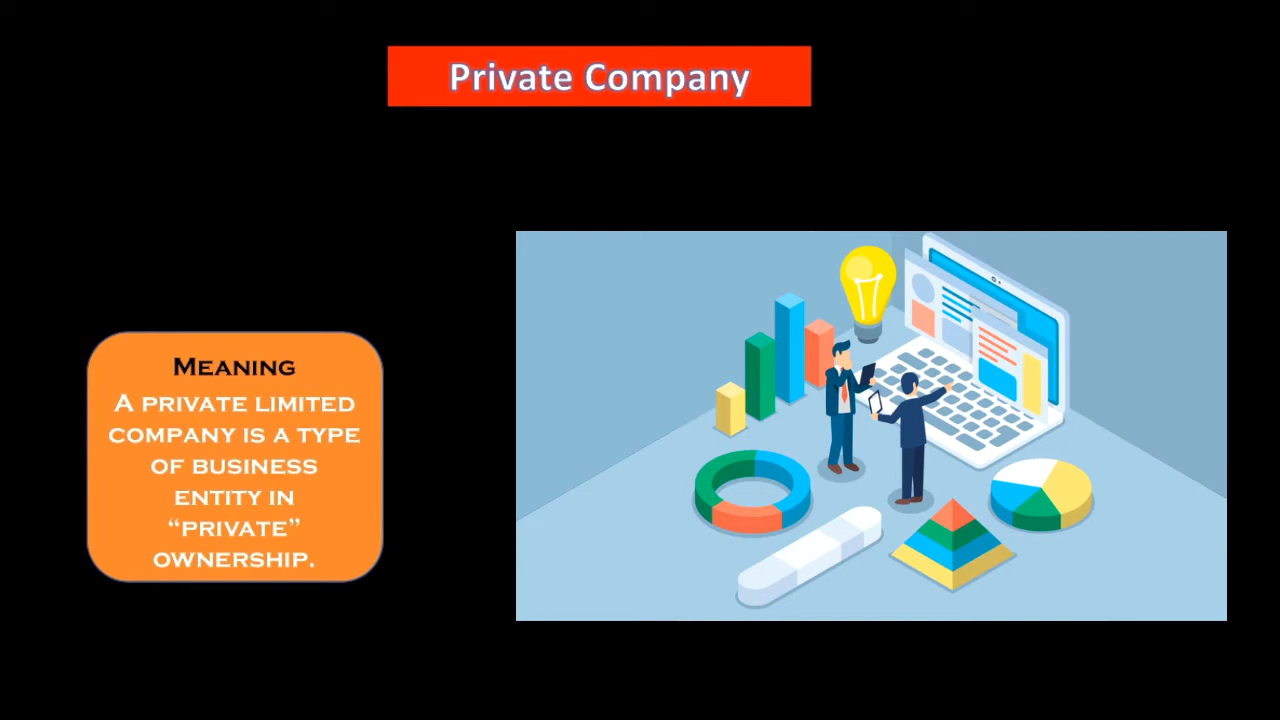 Private Company
MEANING
A PRIVATE LIMITED
COMPANY IS A TYPE
OF BUSINESS
ENTITY IN
“PRIVATE”
OWNERSHIP.